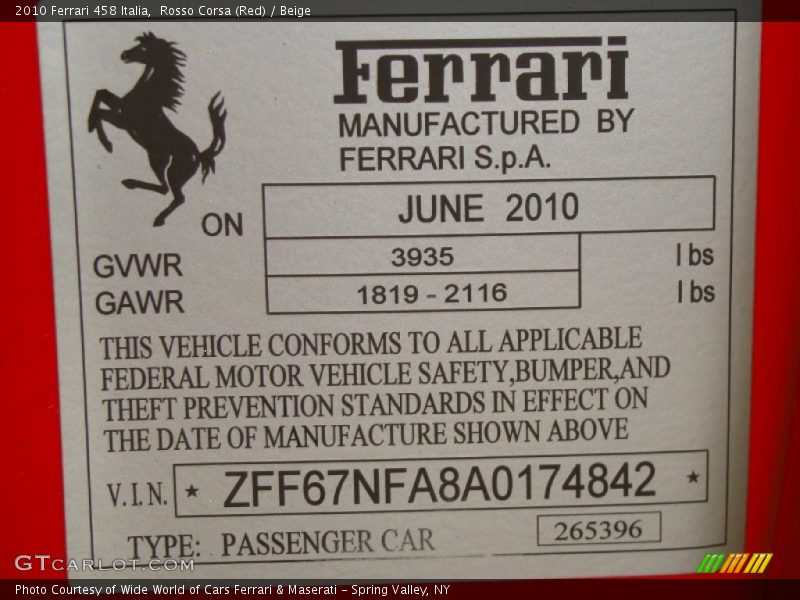 2010 Ferrari 458 Italia,  Rosso Corsa (Red) / Beige
Ferrari
MANUFACTURED BY
FERRARI S.p.A.
ON JUNE 2010
GVWR 3935 lbs
GAWR 1819 - 2116 lbs
THIS VEHICLE CONFORMS TO ALL APPLICABLE
FEDERAL MOTOR VEHICLE SAFETY,BUMPER,AND
THEFT PREVENTION STANDARDS IN EFFECT ON
THE DATE OF MANUFACTURE SHOWN ABOVE
V.I.N. ★ ZFF67NFA8A0174842 ★
TYPE: PASSENGER CAR 265396
GTcarlot.com
Photo Courtesy of Wide World of Cars Ferrari & Maserati – Spring Valley, NY